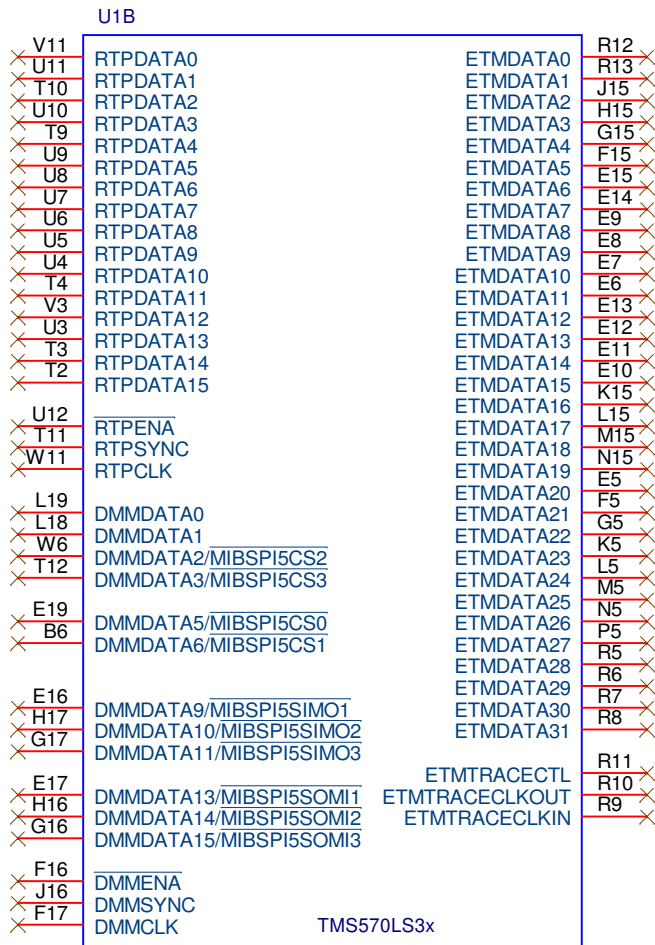 U1B
V11 RTPDATA0 ETMDATA0 R12
U11 RTPDATA1 ETMDATA1 R13
T10 RTPDATA2 ETMDATA2 J15
U10 RTPDATA3 ETMDATA3 H15
T9 RTPDATA4 ETMDATA4 G15
U9 RTPDATA5 ETMDATA5 F15
U8 RTPDATA6 ETMDATA6 E15
U7 RTPDATA7 ETMDATA7 E14
U6 RTPDATA8 ETMDATA8 E9
U5 RTPDATA9 ETMDATA9 E8
U4 RTPDATA10 ETMDATA10 E7
T4 RTPDATA11 ETMDATA11 E6
V3 RTPDATA12 ETMDATA12 E13
U3 RTPDATA13 ETMDATA13 E12
T3 RTPDATA14 ETMDATA14 E11
T2 RTPDATA15 ETMDATA15 E10
ETMDATA16 K15
U12 RTPENA ETMDATA17 L15
T11 RTPSYNC ETMDATA18 M15
W11 RTPCLK ETMDATA19 N15
ETMDATA20 E5
L19 DMMDATA0 ETMDATA21 F5
L18 DMMDATA1 ETMDATA22 G5
W6 DMMDATA2/MIBSPI5CS2 ETMDATA23 K5
T12 DMMDATA3/MIBSPI5CS3 ETMDATA24 L5
ETMDATA25 M5
E19 DMMDATA5/MIBSPI5CS0 ETMDATA26 N5
B6 DMMDATA6/MIBSPI5CS1 ETMDATA27 P5
ETMDATA28 R5
ETMDATA29 R6
E16 DMMDATA9/MIBSPI5SIMO1 ETMDATA30 R7
H17 DMMDATA10/MIBSPI5SIMO2 ETMDATA31 R8
G17 DMMDATA11/MIBSPI5SIMO3
ETMTRACECTL R11
E17 DMMDATA13/MIBSPI5SOMI1 ETMTRACECLKOUT R10
H16 DMMDATA14/MIBSPI5SOMI2 ETMTRACECLKIN R9
G16 DMMDATA15/MIBSPI5SOMI3
F16 DMMENA
J16 DMMSYNC
F17 DMMCLK TMS570LS3x